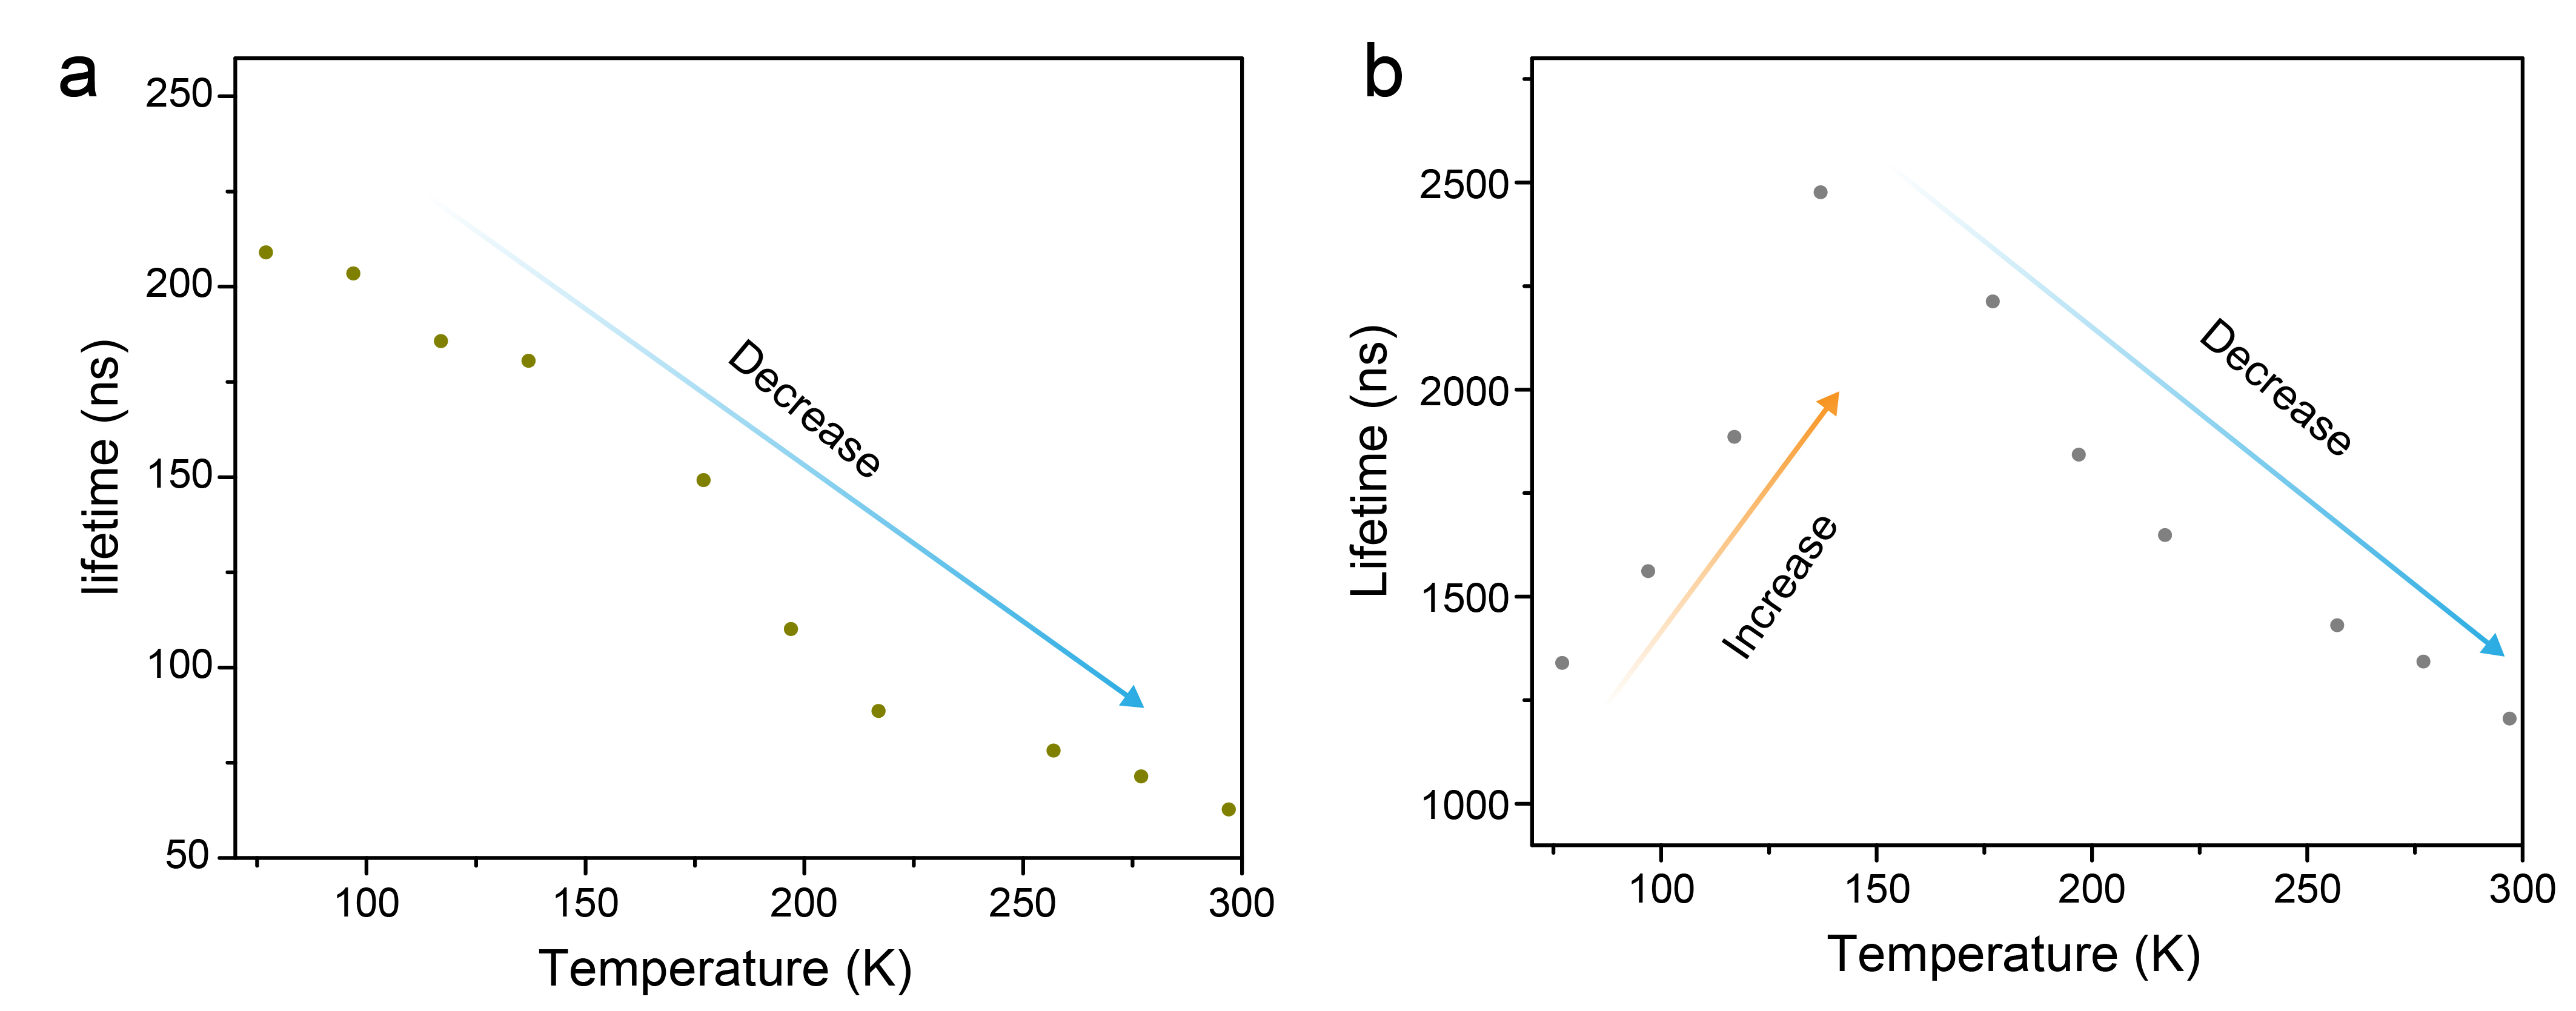 a
250
200
150
100
50
lifetime (ns)
Decrease
100
150
200
250
300
Temperature (K)
b
2500
2000
1500
1000
Lifetime (ns)
Increase
Decrease
100
150
200
250
300
Temperature (K)